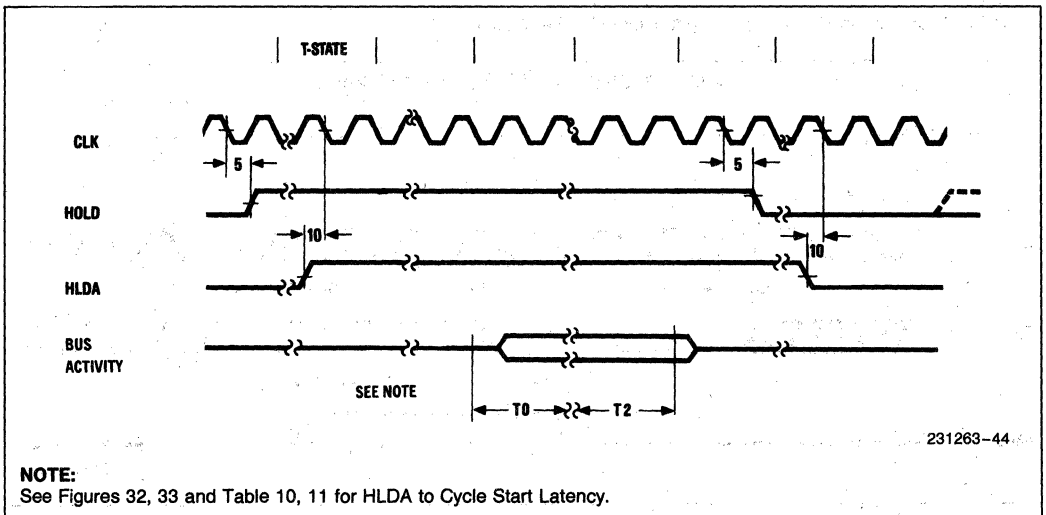 T-STATE
CLK
5
5
HOLD
10
10
HLDA
BUS
ACTIVITY
SEE NOTE
T0
T2
231263-44
NOTE:
See Figures 32, 33 and Table 10, 11 for HLDA to Cycle Start Latency.